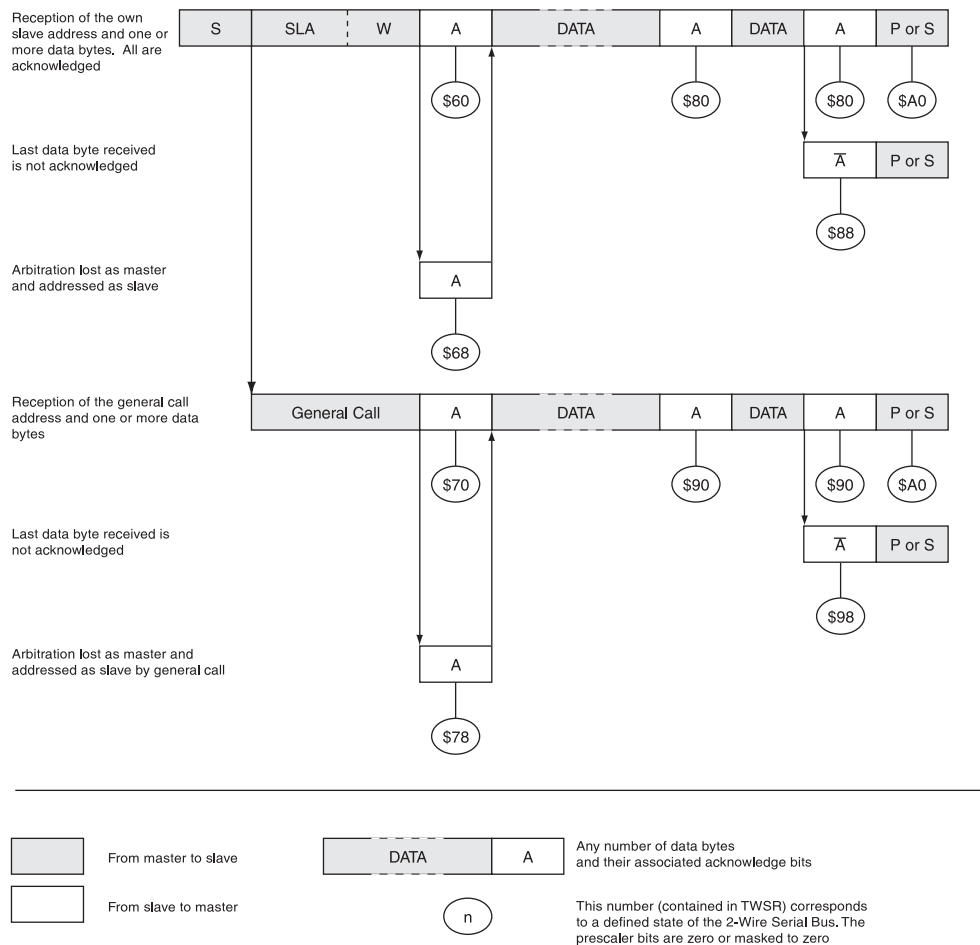 Reception of the own
slave address and one or
more data bytes. All are
acknowledged
S SLA W A DATA A DATA A P or S
$60 $80 $80 $A0
Last data byte received
is not acknowledged
A̅ P or S
$88
Arbitration lost as master
and addressed as slave
A
$68
Reception of the general call
address and one or more data
bytes
General Call A DATA A DATA A P or S
$70 $90 $90 $A0
Last data byte received is
not acknowledged
A̅ P or S
$98
Arbitration lost as master and
addressed as slave by general call
A
$78
From master to slave
DATA A
Any number of data bytes
and their associated acknowledge bits
From slave to master
n
This number (contained in TWSR) corresponds
to a defined state of the 2-Wire Serial Bus. The
prescaler bits are zero or masked to zero